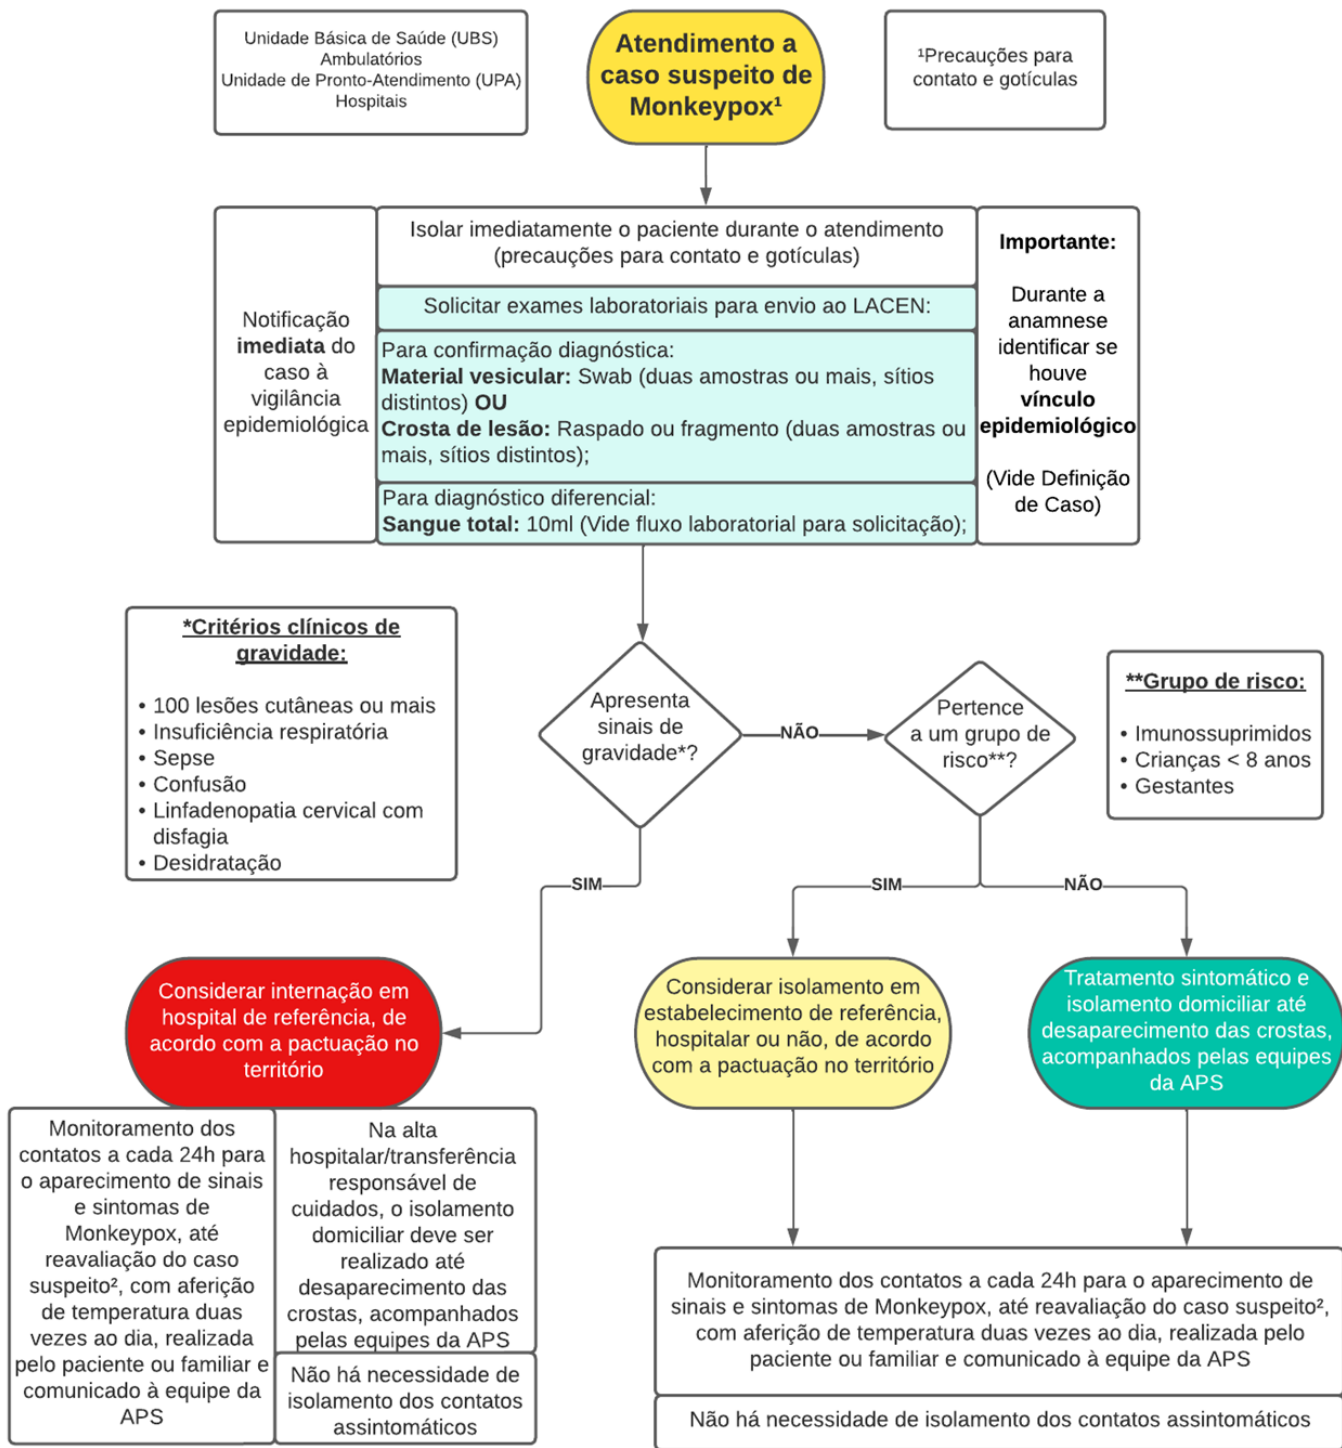 Unidade Básica de Saúde (UBS)
Ambulatórios
Unidade de Pronto-Atendimento (UPA)
Hospitais
Atendimento a
caso suspeito de
Monkeypox¹
¹Precauções para
contato e gotículas
Notificação
imediata do
caso à
vigilância
epidemiológica
Isolar imediatamente o paciente durante o atendimento
(precauções para contato e gotículas)
Solicitar exames laboratoriais para envio ao LACEN:
Para confirmação diagnóstica:
Material vesicular: Swab (duas amostras ou mais, sítios
distintos) OU
Crosta de lesão: Raspado ou fragmento (duas amostras ou
mais, sítios distintos);
Para diagnóstico diferencial:
Sangue total: 10ml (Vide fluxo laboratorial para solicitação);
Importante:
Durante a
anamnese
identificar se
houve
vínculo
epidemiológico
(Vide Definição
de Caso)
*Critérios clínicos de
gravidade:
• 100 lesões cutâneas ou mais
• Insuficiência respiratória
• Sepse
• Confusão
• Linfadenopatia cervical com
disfagia
• Desidratação
Apresenta
sinais de
gravidade*?
NÃO
Pertence
a um grupo de
risco**?
**Grupo de risco:
• Imunossuprimidos
• Crianças < 8 anos
• Gestantes
SIM
SIM
NÃO
Considerar internação em
hospital de referência, de
acordo com a pactuação no
território
Considerar isolamento em
estabelecimento de referência,
hospitalar ou não, de acordo
com a pactuação no território
Tratamento sintomático e
isolamento domiciliar até
desaparecimento das crostas,
acompanhados pelas equipes
da APS
Monitoramento dos
contatos a cada 24h para
o aparecimento de sinais
e sintomas de
Monkeypox, até
reavaliação do caso
suspeito², com aferição
de temperatura duas
vezes ao dia, realizada
pelo paciente ou familiar e
comunicado à equipe da
APS
Na alta
hospitalar/transferência
responsável de
cuidados, o isolamento
domiciliar deve ser
realizado até
desaparecimento das
crostas, acompanhados
pelas equipes da APS
Não há necessidade de
isolamento dos contatos
assintomáticos
Monitoramento dos contatos a cada 24h para o aparecimento de
sinais e sintomas de Monkeypox, até reavaliação do caso suspeito²,
com aferição de temperatura duas vezes ao dia, realizada pelo
paciente ou familiar e comunicado à equipe da APS
Não há necessidade de isolamento dos contatos assintomáticos